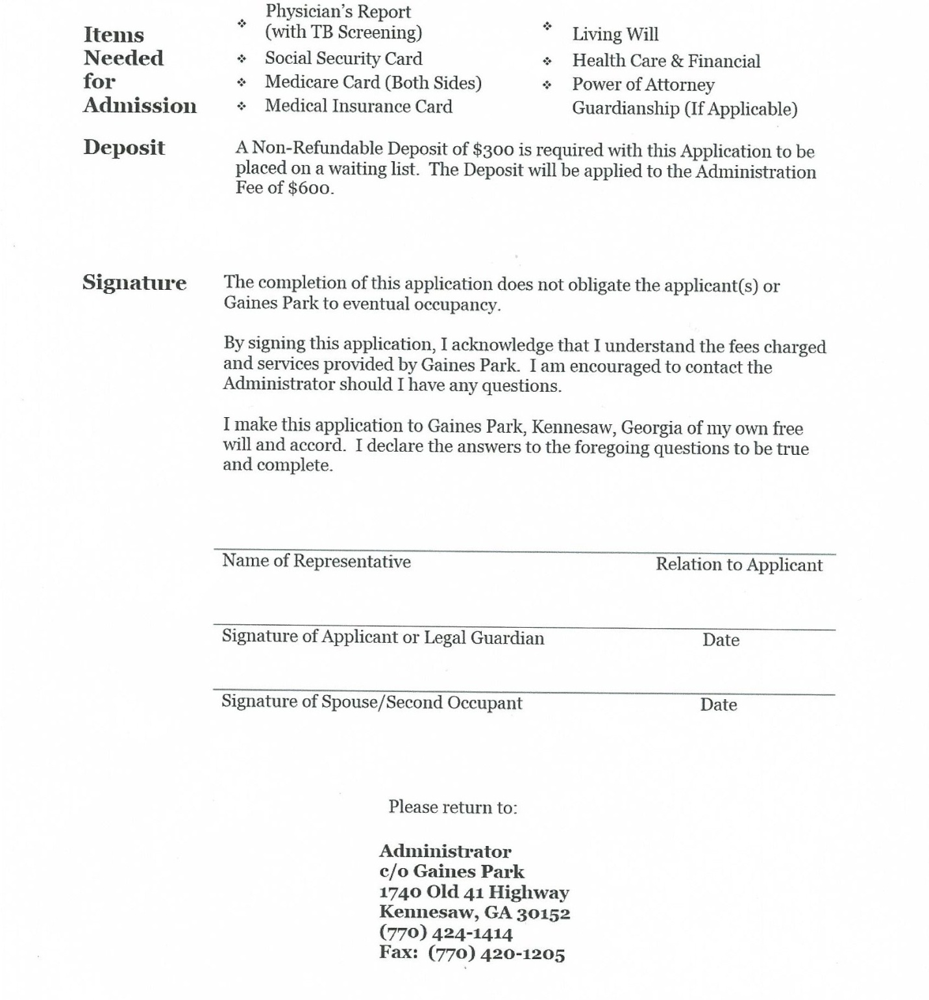 Items
Needed
for
Admission
❖ Physician's Report
(with TB Screening)
❖ Social Security Card
❖ Medicare Card (Both Sides)
❖ Medical Insurance Card
❖ Living Will
❖ Health Care & Financial
❖ Power of Attorney
Guardianship (If Applicable)
Deposit
A Non-Refundable Deposit of $300 is required with this Application to be
placed on a waiting list. The Deposit will be applied to the Administration
Fee of $600.
Signature
The completion of this application does not obligate the applicant(s) or
Gaines Park to eventual occupancy.
By signing this application, I acknowledge that I understand the fees charged
and services provided by Gaines Park. I am encouraged to contact the
Administrator should I have any questions.
I make this application to Gaines Park, Kennesaw, Georgia of my own free
will and accord. I declare the answers to the foregoing questions to be true
and complete.
Name of Representative Relation to Applicant
Signature of Applicant or Legal Guardian Date
Signature of Spouse/Second Occupant Date
Please return to:
Administrator
c/o Gaines Park
1740 Old 41 Highway
Kennesaw, GA 30152
(770) 424-1414
Fax: (770) 420-1205